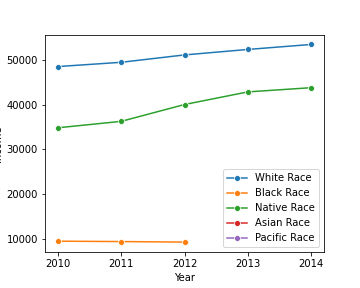 50000
40000
30000
20000
10000
2010 2011 2012 2013 2014
Year
White Race
Black Race
Native Race
Asian Race
Pacific Race